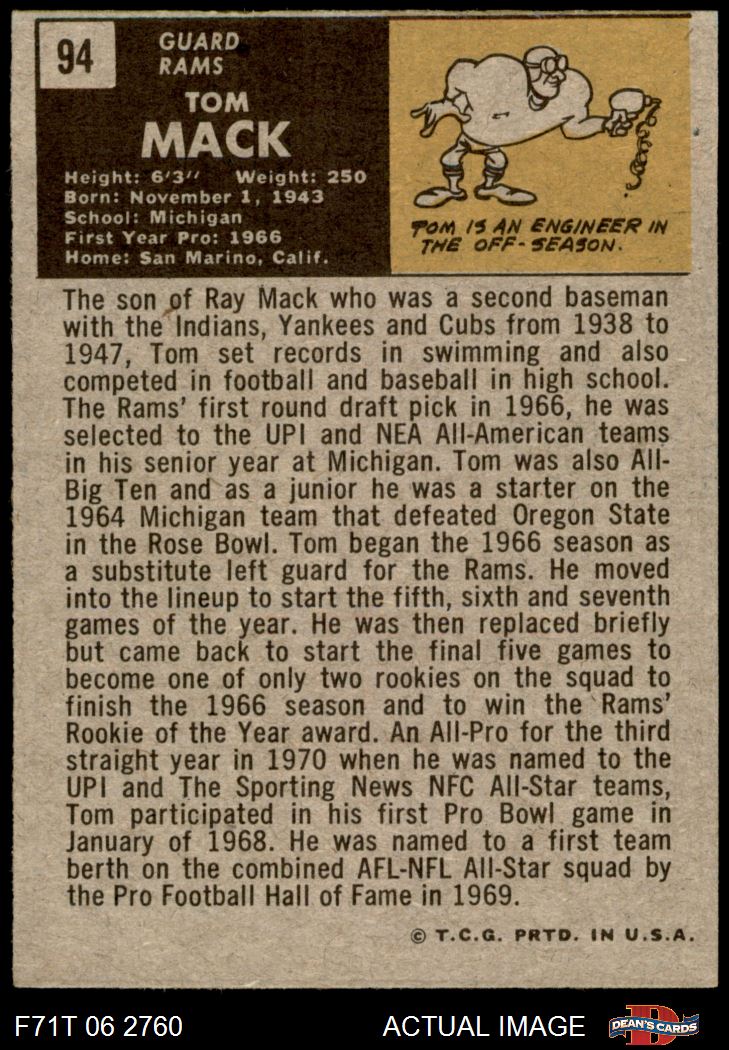 94
GUARD
RAMS
TOM
MACK
Height: 6'3" Weight: 250
Born: November 1, 1943
School: Michigan
First Year Pro: 1966
Home: San Marino, Calif.
TOM IS AN ENGINEER IN
THE OFF-SEASON.
The son of Ray Mack who was a second baseman
with the Indians, Yankees and Cubs from 1938 to
1947, Tom set records in swimming and also
competed in football and baseball in high school.
The Rams' first round draft pick in 1966, he was
selected to the UPI and NEA All-American teams
in his senior year at Michigan. Tom was also All-
Big Ten and as a junior he was a starter on the
1964 Michigan team that defeated Oregon State
in the Rose Bowl. Tom began the 1966 season as
a substitute left guard for the Rams. He moved
into the lineup to start the fifth, sixth and seventh
games of the year. He was then replaced briefly
but came back to start the final five games to
become one of only two rookies on the squad to
finish the 1966 season and to win the Rams'
Rookie of the Year award. An All-Pro for the third
straight year in 1970 when he was named to the
UPI and The Sporting News NFC All-Star teams,
Tom participated in his first Pro Bowl game in
January of 1968. He was named to a first team
berth on the combined AFL-NFL All-Star squad by
the Pro Football Hall of Fame in 1969.
© T.C.G. PRTD. IN U.S.A.
F71T 06 2760 ACTUAL IMAGE D DEAN'S CARDS